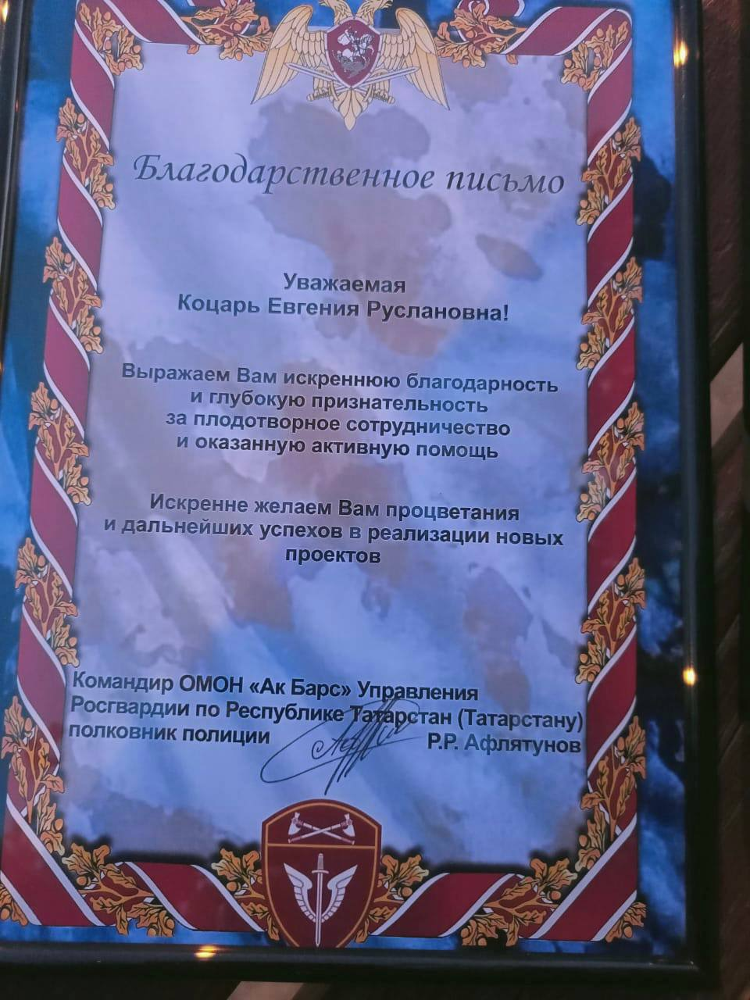 Благодарственное письмо
Уважаемая
Коцарь Евгения Руслановна!
Выражаем Вам искреннюю благодарность
и глубокую признательность
за плодотворное сотрудничество
и оказанную активную помощь
Искренне желаем Вам процветания
и дальнейших успехов в реализации новых
проектов
Командир ОМОН «Ак Барс» Управления
Росгвардии по Республике Татарстан (Татарстану)
полковник полиции Р.Р. Афлятунов